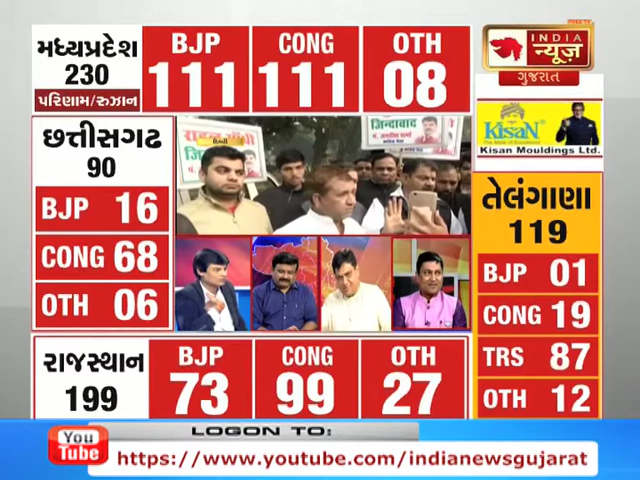 મધ્યપ્રદેશ
230
પરિણામ/રુઝાન
BJP
111
CONG
111
OTH
08
INDIA
न्यूज़
ગુજરાત
છત્તીસગઢ
90
BJP 16
CONG 68
OTH 06
जिन्दाबाद
KisaN
Kisan Mouldings Ltd.
તેલંગાણા
119
BJP 01
CONG 19
TRS 87
OTH 12
રાજસ્થાન
199
BJP
73
CONG
99
OTH
27
You
Tube
LOGON TO:
https://www.youtube.com/indianewsgujarat